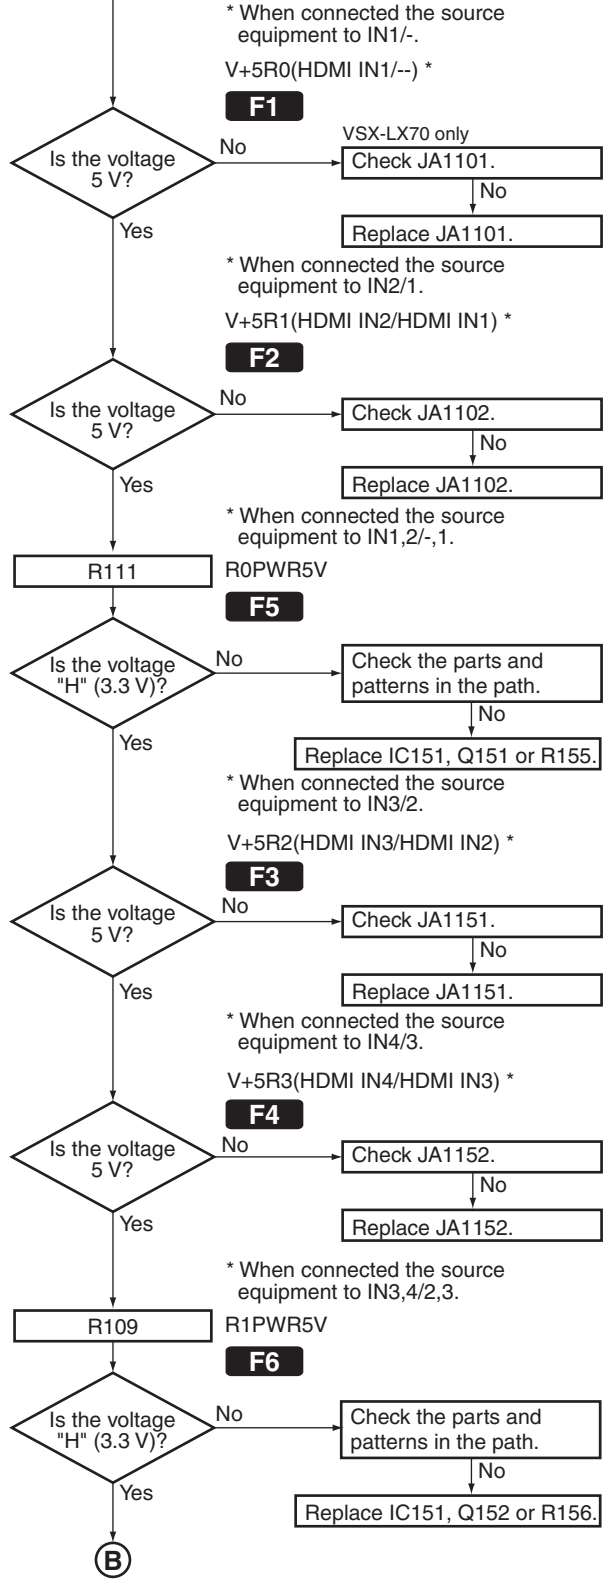 * When connected the source
equipment to IN1/-.
V+5R0(HDMI IN1/--) *
F1
Is the voltage
5 V?
No
VSX-LX70 only
Check JA1101.
No
Replace JA1101.
Yes
* When connected the source
equipment to IN2/1.
V+5R1(HDMI IN2/HDMI IN1) *
F2
Is the voltage
5 V?
No
Check JA1102.
No
Replace JA1102.
Yes
* When connected the source
equipment to IN1,2/-,1.
R111
R0PWR5V
F5
Is the voltage
"H" (3.3 V)?
No
Check the parts and
patterns in the path.
No
Replace IC151, Q151 or R155.
Yes
* When connected the source
equipment to IN3/2.
V+5R2(HDMI IN3/HDMI IN2) *
F3
Is the voltage
5 V?
No
Check JA1151.
No
Replace JA1151.
Yes
* When connected the source
equipment to IN4/3.
V+5R3(HDMI IN4/HDMI IN3) *
F4
Is the voltage
5 V?
No
Check JA1152.
No
Replace JA1152.
Yes
* When connected the source
equipment to IN3,4/2,3.
R109
R1PWR5V
F6
Is the voltage
"H" (3.3 V)?
No
Check the parts and
patterns in the path.
No
Replace IC151, Q152 or R156.
Yes
B